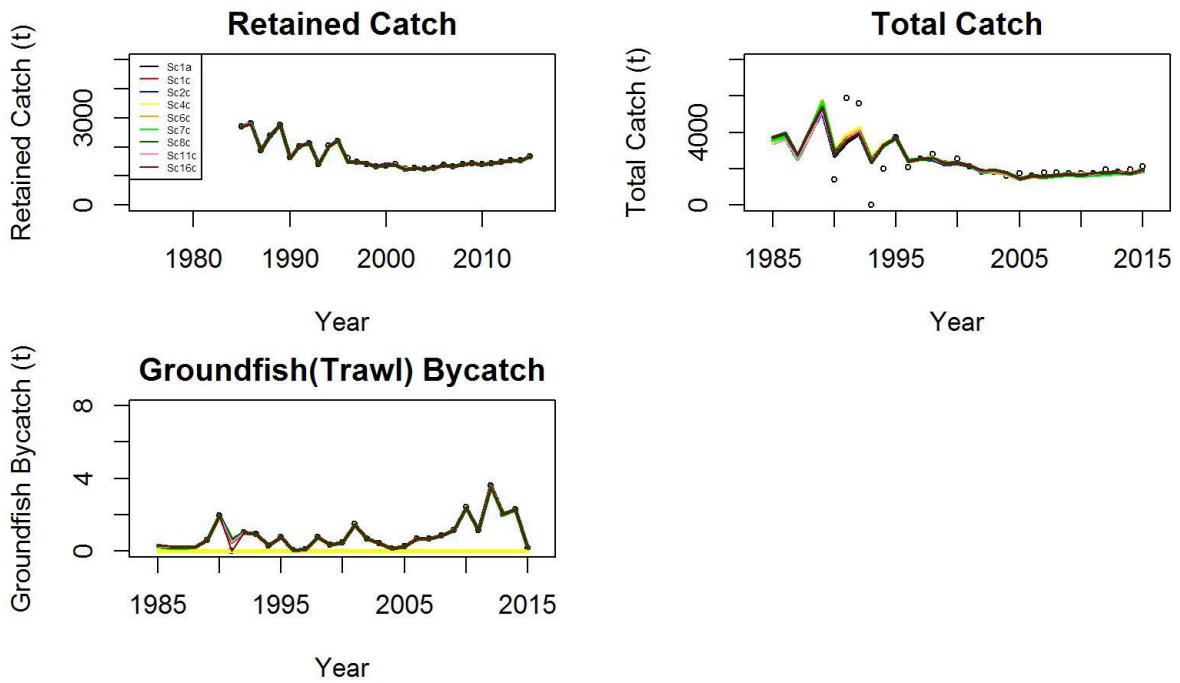 Retained Catch
Retained Catch (t)
3000
0
Sc1a
Sc1c
Sc2c
Sc4c
Sc6c
Sc7c
Sc8c
Sc11c
Sc16c
1980 1990 2000 2010
Year
Total Catch
Total Catch (t)
4000
0
1985 1995 2005 2015
Year
Groundfish(Trawl) Bycatch
Groundfish Bycatch (t)
8
4
0
1985 1995 2005 2015
Year